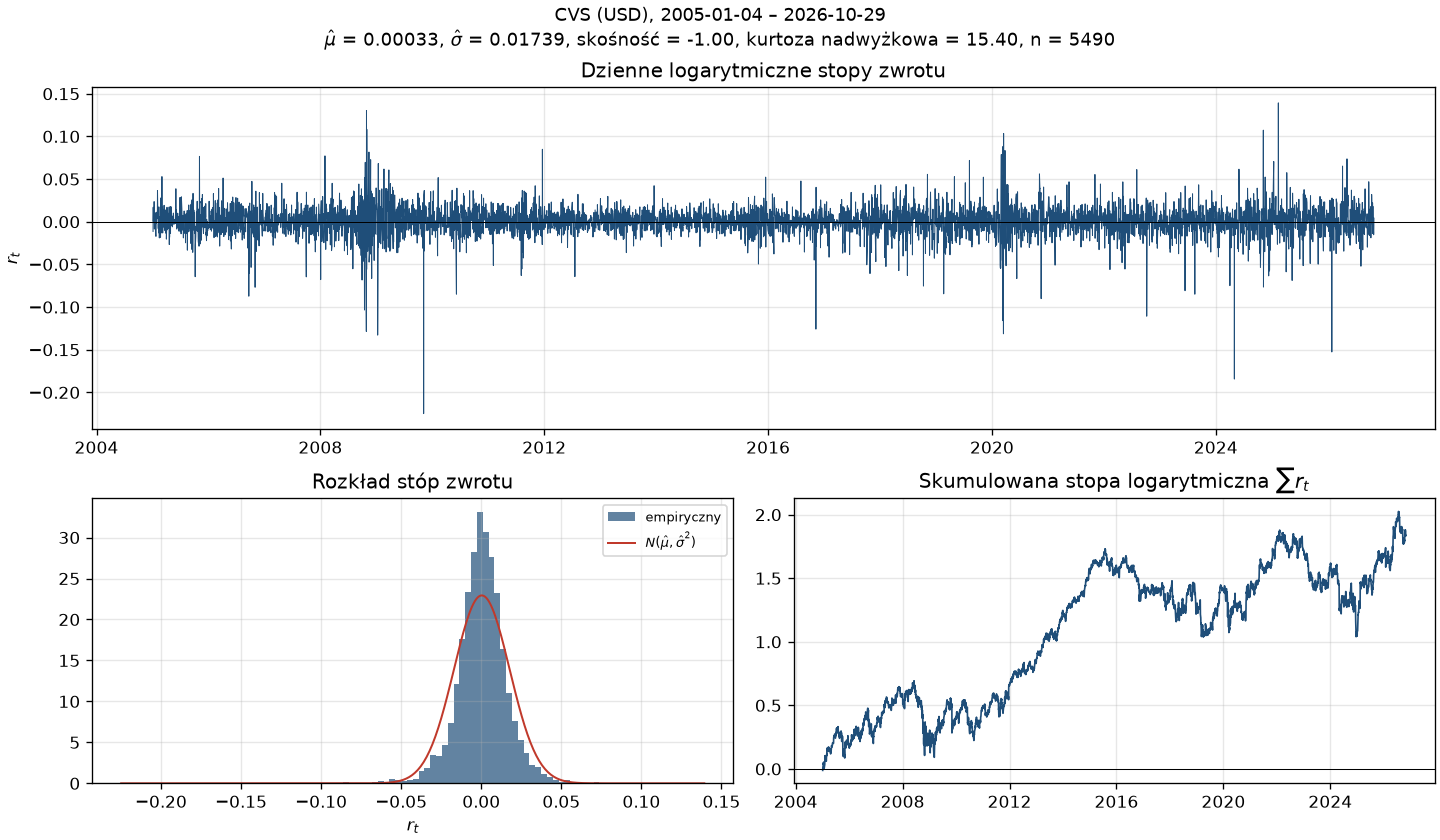 CVS (USD), 2005-01-04 – 2026-10-29
μ̂ = 0.00033, σ̂ = 0.01739, skośność = -1.00, kurtoza nadwyżkowa = 15.40, n = 5490
Dzienne logarytmiczne stopy zwrotu
0.15
0.10
0.05
0.00
−0.05
−0.10
−0.15
−0.20
r_t
2004 2008 2012 2016 2020 2024
Rozkład stóp zwrotu
empiryczny
N(μ̂, σ̂²)
30
25
20
15
10
5
0
−0.20 −0.15 −0.10 −0.05 0.00 0.05 0.10 0.15
r_t
Skumulowana stopa logarytmiczna ∑r_t
2.0
1.5
1.0
0.5
0.0
2004 2008 2012 2016 2020 2024